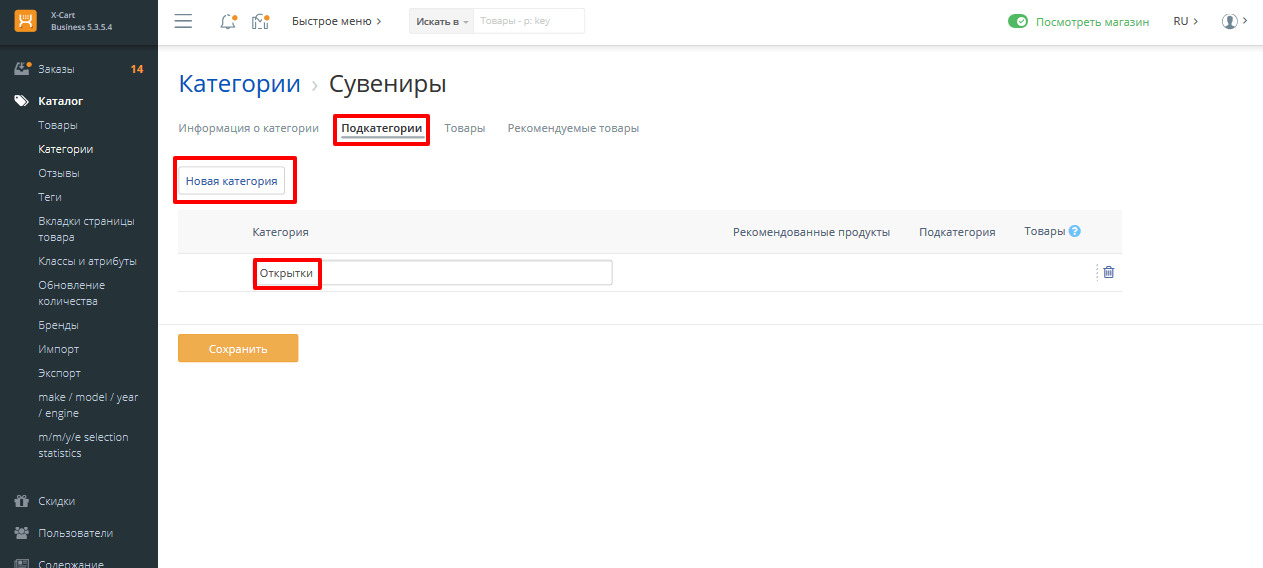 X-Cart
Business 5.3.5.4
Быстрое меню
Искать в
Товары - p: key
Посмотреть магазин
RU
Заказы
14
Каталог
Товары
Категории
Отзывы
Теги
Вкладки страницы
товара
Классы и атрибуты
Обновление
количества
Бренды
Импорт
Экспорт
make / model / year
/ engine
m/m/y/e selection
statistics
Скидки
Пользователи
Содержание
Категории › Сувениры
Информация о категории
Подкатегории
Товары
Рекомендуемые товары
Новая категория
Категория
Рекомендованные продукты
Подкатегория
Товары ?
Открытки
Сохранить